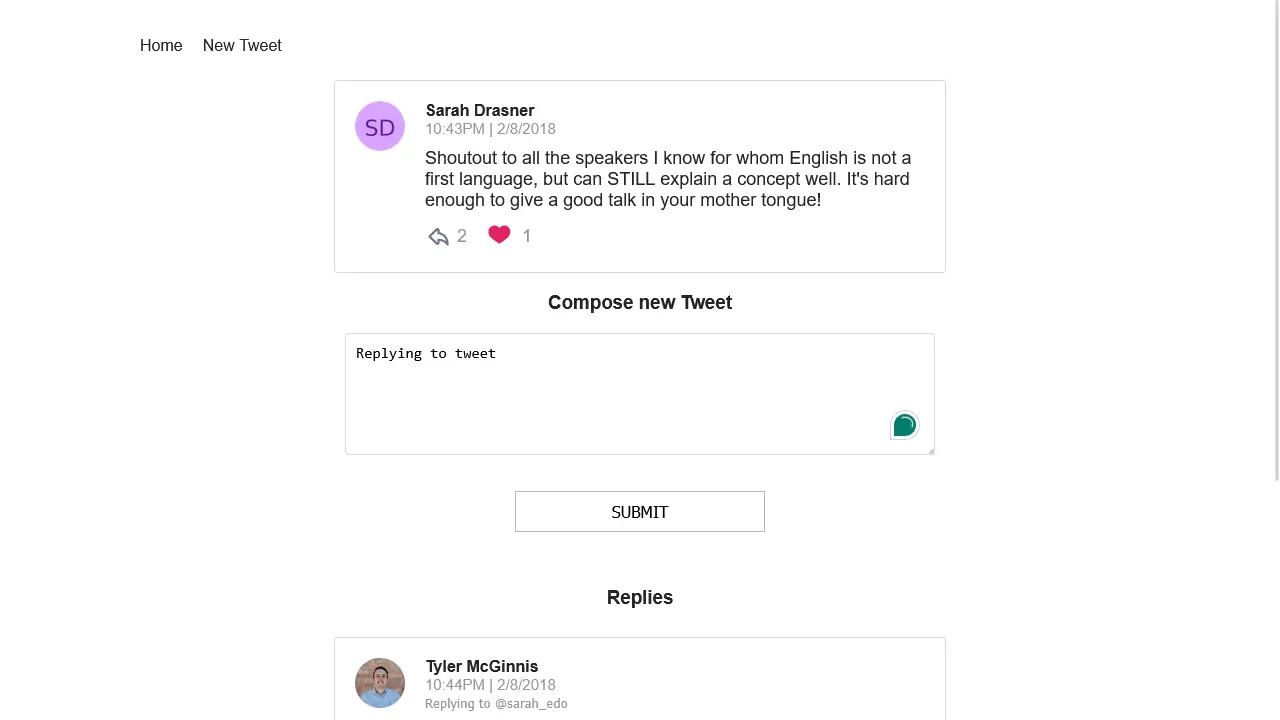 Home New Tweet
SD
Sarah Drasner
10:43PM | 2/8/2018
Shoutout to all the speakers I know for whom English is not a
first language, but can STILL explain a concept well. It's hard
enough to give a good talk in your mother tongue!
2 1
Compose new Tweet
Replying to tweet
SUBMIT
Replies
Tyler McGinnis
10:44PM | 2/8/2018
Replying to @sarah_edo